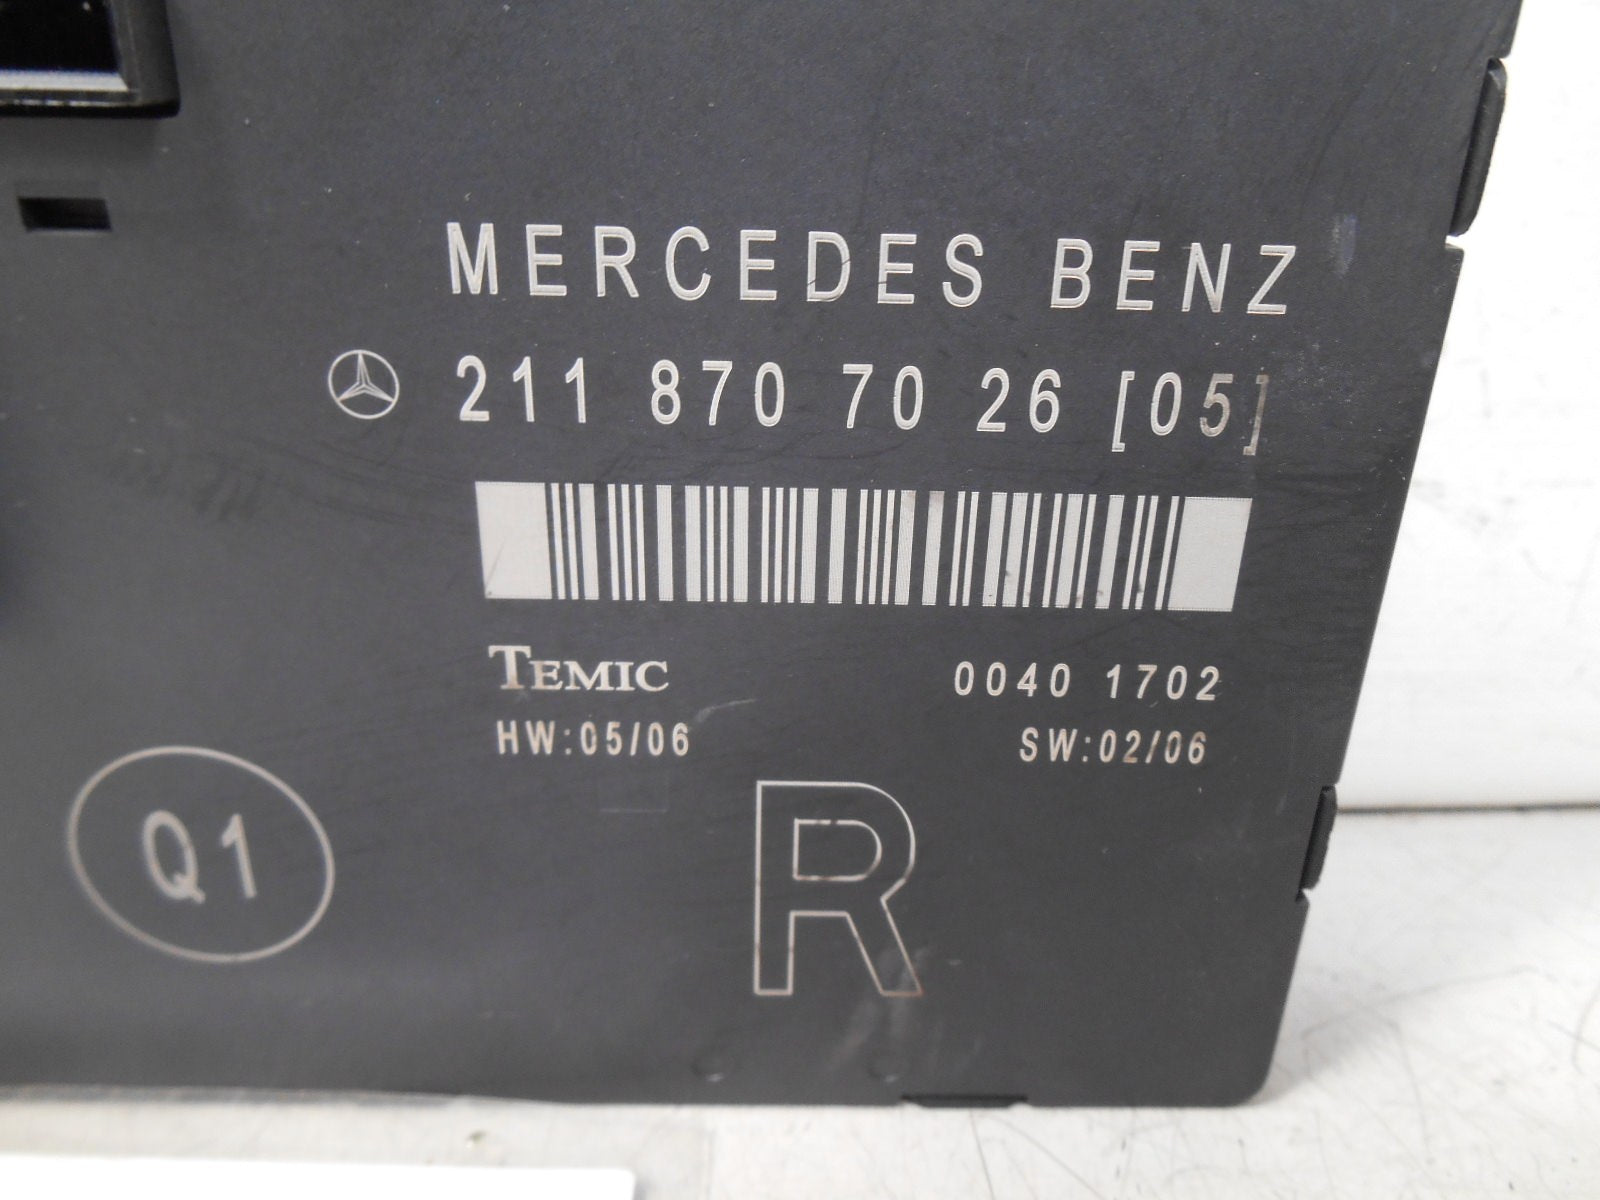 MERCEDES BENZ
211 870 70 26 [05]
TEMIC 0040 1702
HW:05/06 SW:02/06
Q1
R